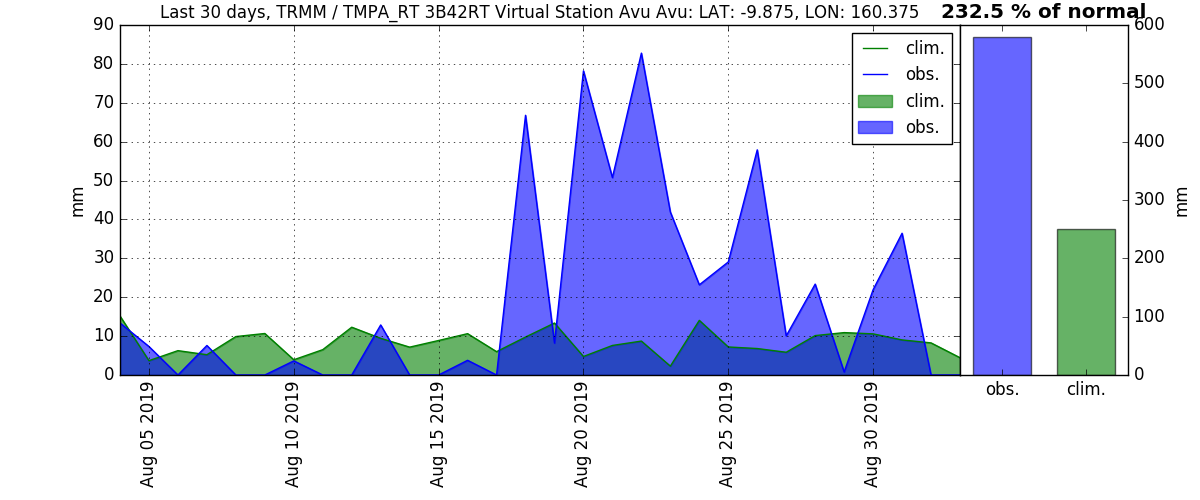 Last 30 days, TRMM / TMPA_RT 3B42RT Virtual Station Avu Avu: LAT: -9.875, LON: 160.375
232.5 % of normal
90
80
70
60
50
40
30
20
10
0
mm
clim.
obs.
clim.
obs.
600
500
400
300
200
100
0
mm
Aug 05 2019
Aug 10 2019
Aug 15 2019
Aug 20 2019
Aug 25 2019
Aug 30 2019
obs.
clim.